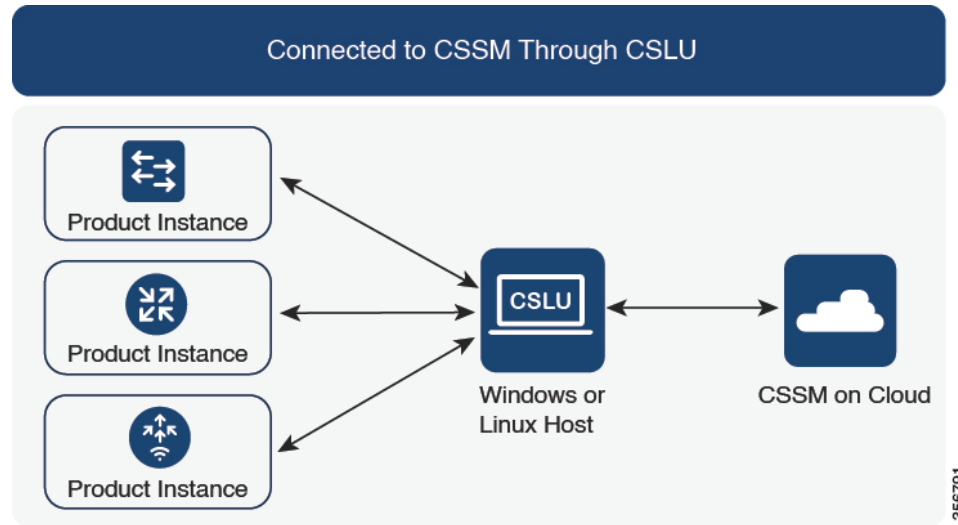 Connected to CSSM Through CSLU
Product Instance
Product Instance
Product Instance
CSLU
Windows or
Linux Host
CSSM on Cloud
356791